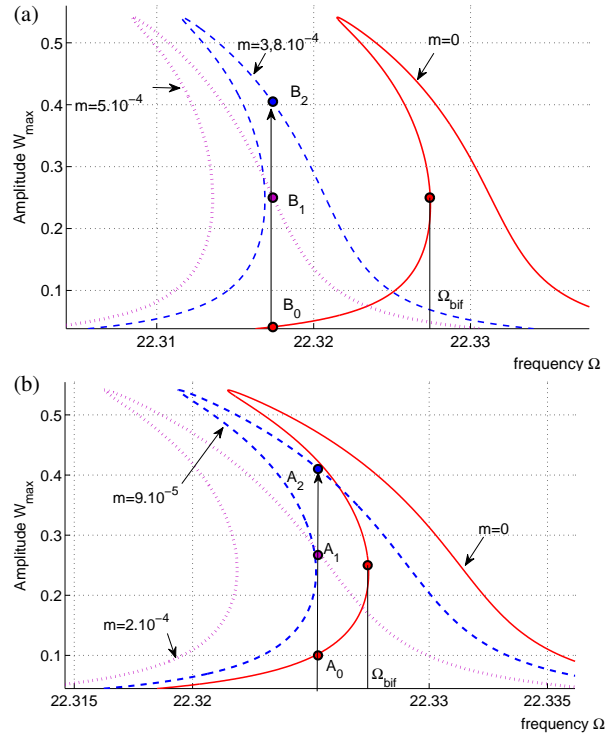 (a)
0.5
0.4
0.3
0.2
0.1
Amplitude W_max
m=3,8.10^-4
m=0
m=5.10^-4
B_2
B_1
B_0
Ω_bif
22.31
22.32
22.33
frequency Ω
(b)
0.5
0.4
0.3
0.2
0.1
Amplitude W_max
m=9.10^-5
m=0
m=2.10^-4
A_2
A_1
A_0
Ω_bif
22.315
22.32
22.33
22.335
frequency Ω